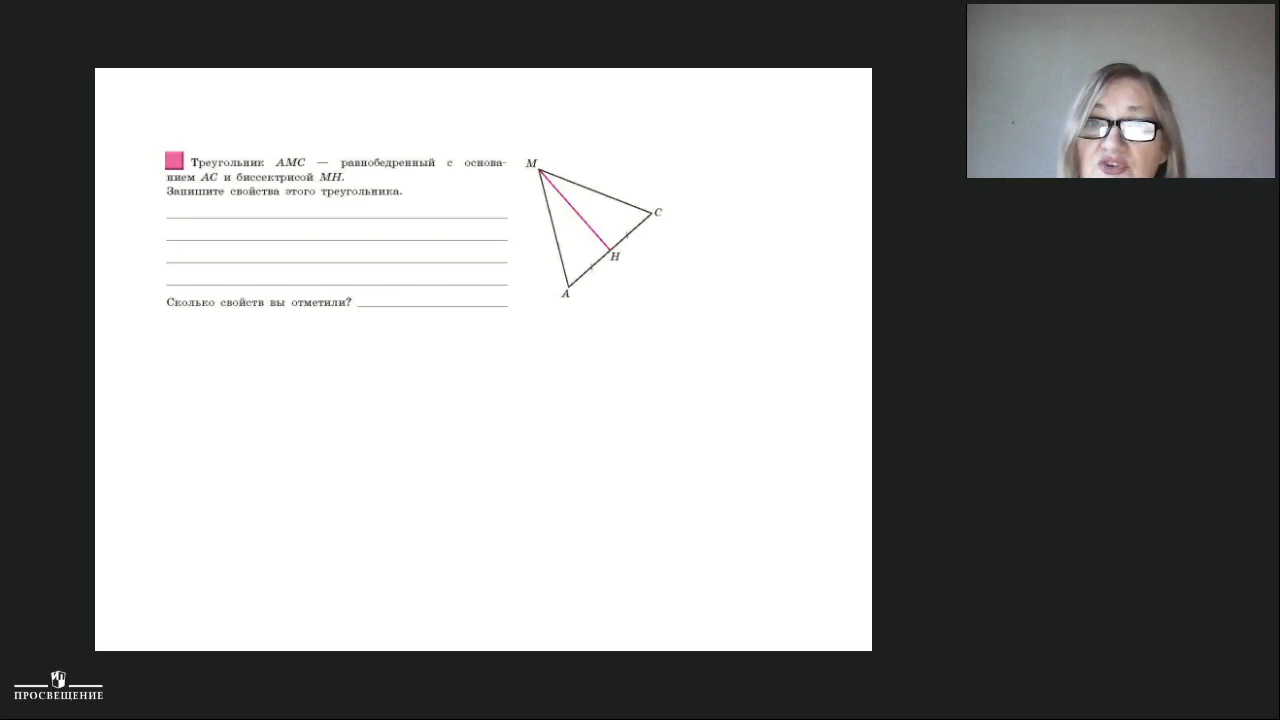 Треугольник AMC — равнобедренный с основа-
нием AC и биссектрисой MH.
Запишите свойства этого треугольника.
Сколько свойств вы отметили?
M
C
H
A
ПРОСВЕЩЕНИЕ